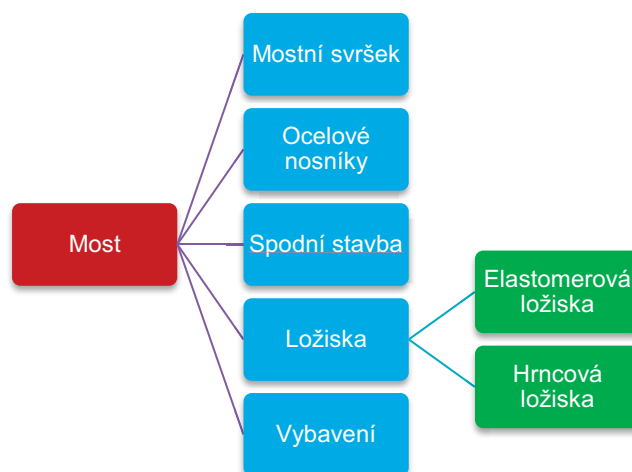 Mostní svršek
Ocelové
nosníky
Most
Spodní stavba
Ložiska
Vybavení
Elastomerová
ložiska
Hrncová
ložiska